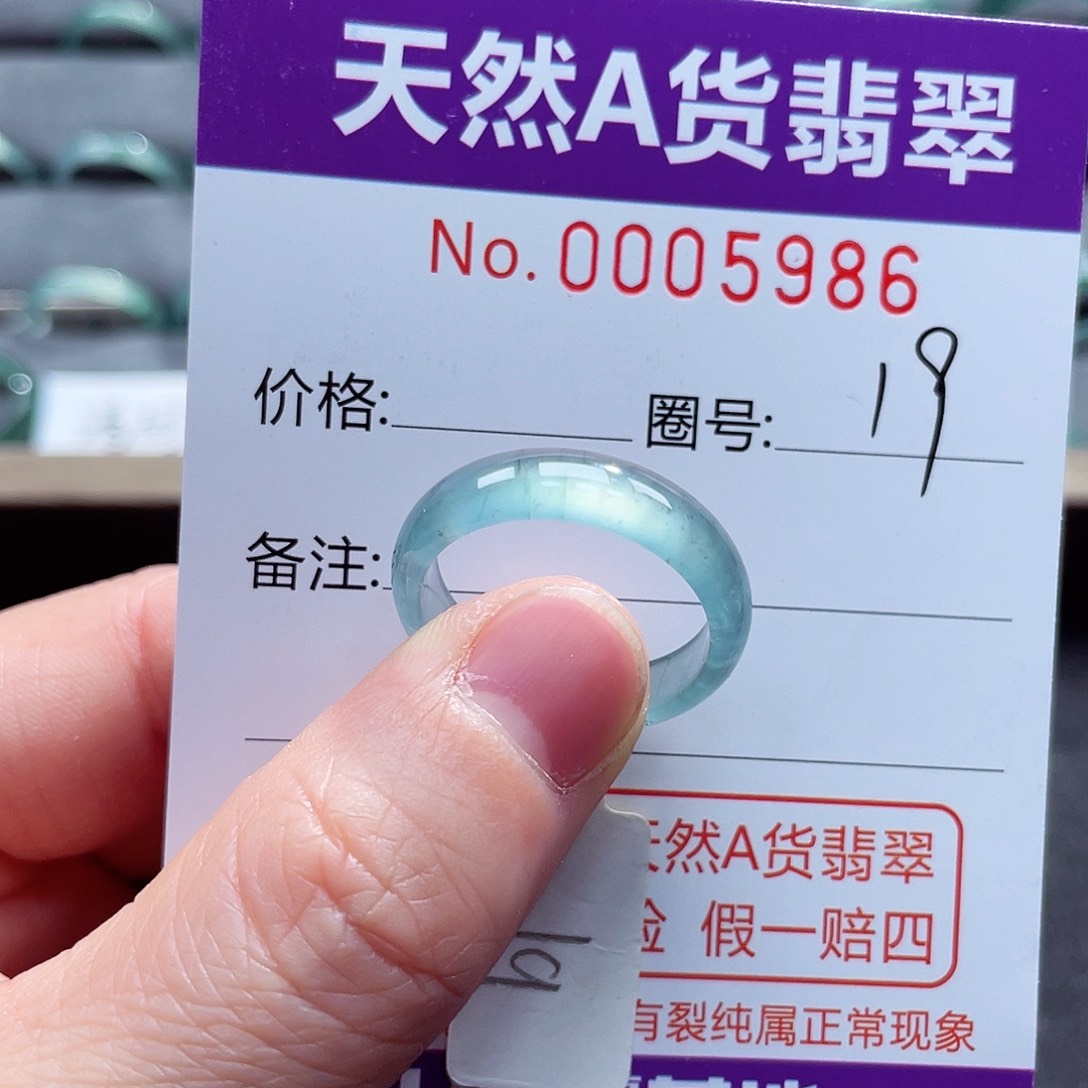 天然A货翡翠
No. 0005986
价格: 圈号: 19
备注:
然A货翡翠
假一赔四
19
有裂纯属正常现象